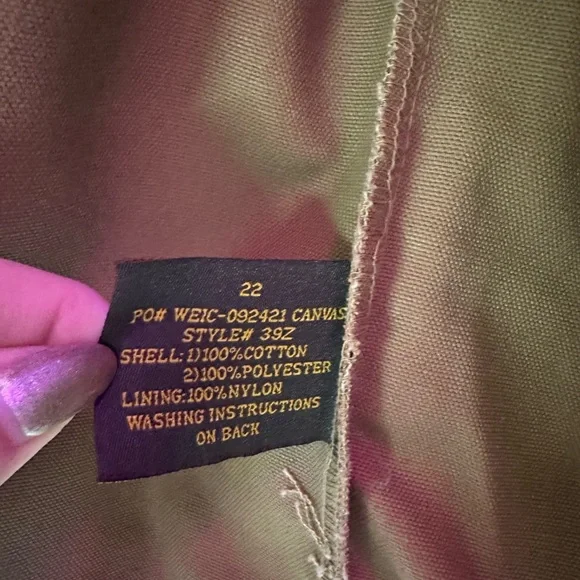 22
PO# WEIC-092421 CANVAS
STYLE# 39Z
SHELL:1)100%COTTON
2)100%POLYESTER
LINING:100%NYLON
WASHING INSTRUCTIONS
ON BACK